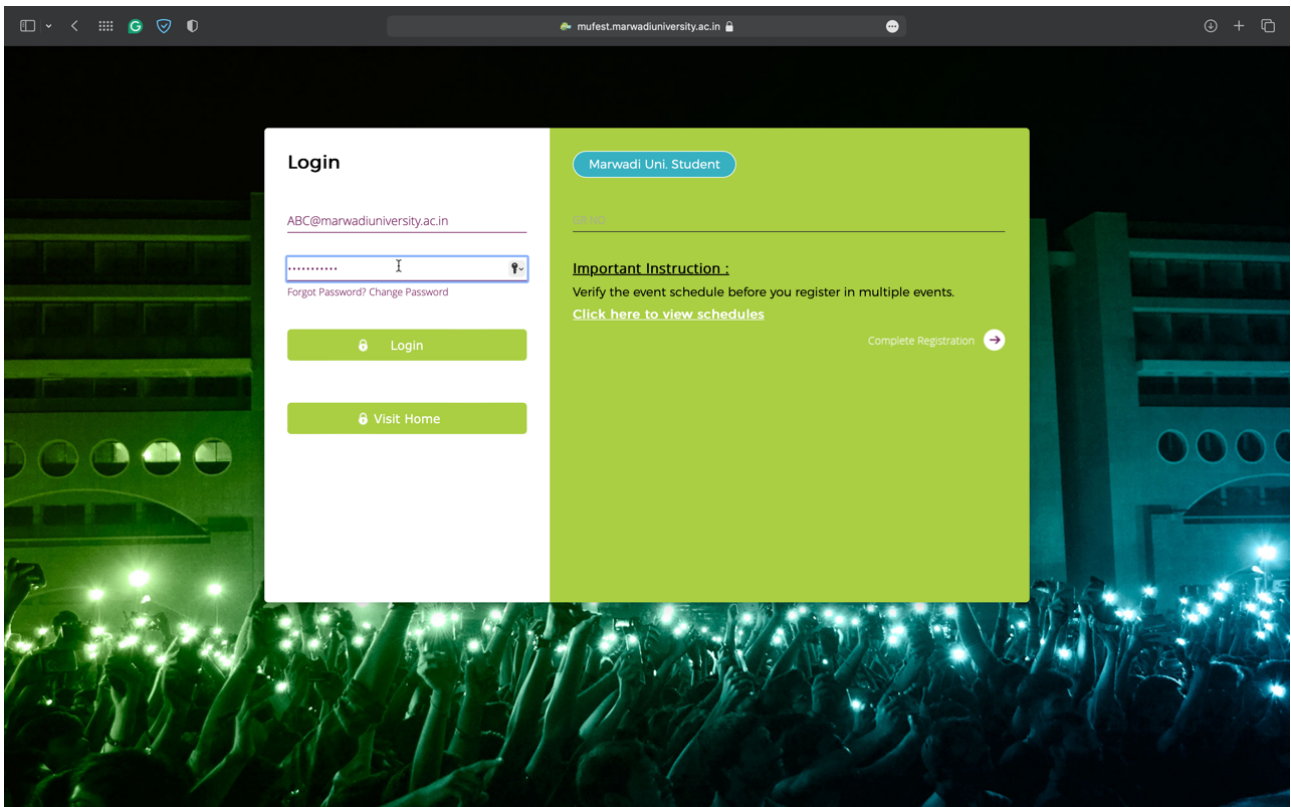 mufest.marwadiuniversity.ac.in
Login
ABC@marwadiuniversity.ac.in
Forgot Password? Change Password
Login
Visit Home
Marwadi Uni. Student
GR NO
Important Instruction :
Verify the event schedule before you register in multiple events.
Click here to view schedules
Complete Registration